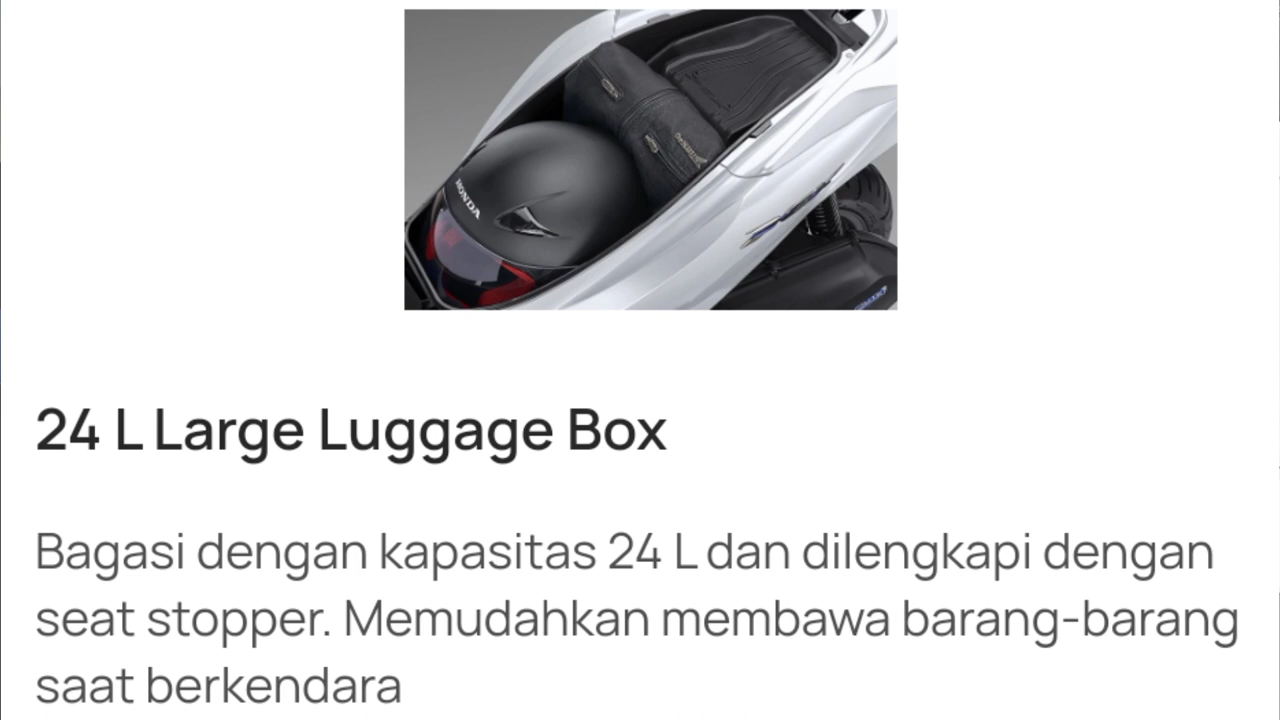 HONDA
24 L Large Luggage Box
Bagasi dengan kapasitas 24 L dan dilengkapi dengan
seat stopper. Memudahkan membawa barang-barang
saat berkendara